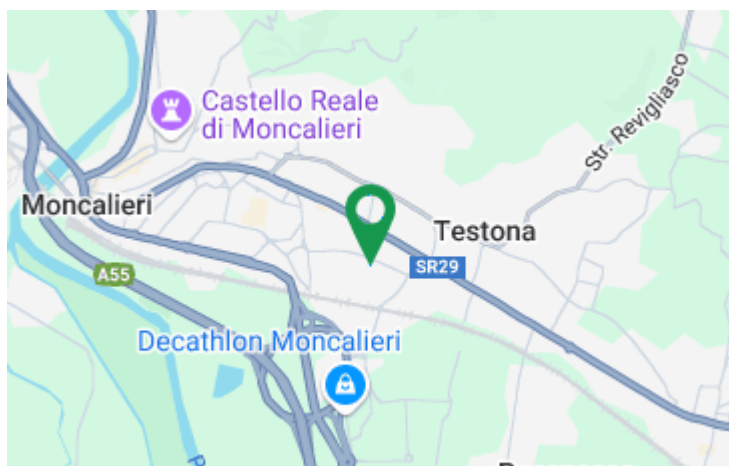 Castello Reale
di Moncalieri
Str. Revigliasco
Moncalieri
Testona
SR29
A55
Decathlon Moncalieri